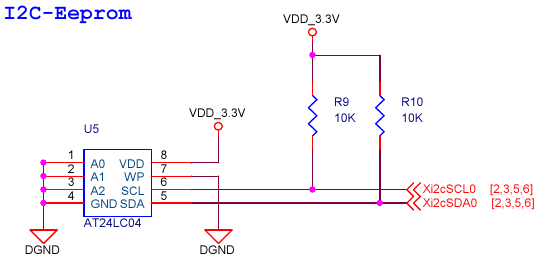 I2C-Eeprom
VDD_3.3V
R9
10K
R10
10K
VDD_3.3V
U5
1 A0 VDD 8
2 A1 WP 7
3 A2 SCL 6
4 GND SDA 5
AT24LC04
Xi2cSCL0 [2,3,5,6]
Xi2cSDA0 [2,3,5,6]
DGND
DGND